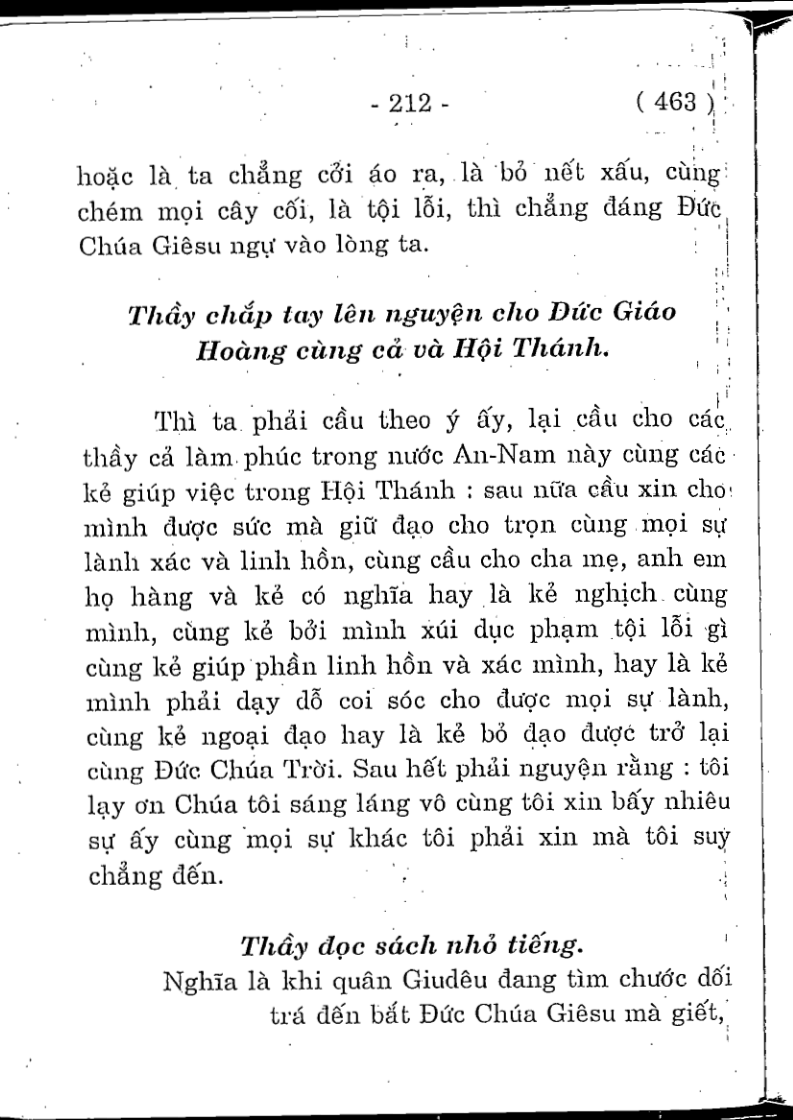 - 212 - ( 463 )
hoặc là ta chẳng cởi áo ra, là bỏ nết xấu, cùng
chém mọi cây cối, là tội lỗi, thì chẳng đáng Đức
Chúa Giêsu ngự vào lòng ta.
Thầy chắp tay lên nguyện cho Đức Giáo
Hoàng cùng cả và Hội Thánh.
Thì ta phải cầu theo ý ấy, lại cầu cho các
thầy cả làm phúc trong nước An-Nam này cùng các
kẻ giúp việc trong Hội Thánh : sau nữa cầu xin cho
mình được sức mà giữ đạo cho trọn cùng mọi sự
lành xác và linh hồn, cùng cầu cho cha mẹ, anh em
họ hàng và kẻ có nghĩa hay là kẻ nghịch cùng
mình, cùng kẻ bởi mình xúi dục phạm tội lỗi gì
cùng kẻ giúp phần linh hồn và xác mình, hay là kẻ
mình phải dạy dỗ coi sóc cho được mọi sự lành,
cùng kẻ ngoại đạo hay là kẻ bỏ đạo được trở lại
cùng Đức Chúa Trời. Sau hết phải nguyện rằng : tôi
lạy ơn Chúa tôi sáng láng vô cùng tôi xin bấy nhiêu
sự ấy cùng mọi sự khác tôi phải xin mà tôi suy
chẳng đến.
Thầy đọc sách nhỏ tiếng.
Nghĩa là khi quân Giudêu đang tìm chước dối
trá đến bắt Đức Chúa Giêsu mà giết,